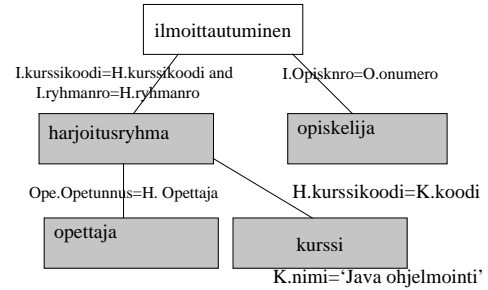 ilmoittautuminen
I.kurssikoodi=H.kurssikoodi and
I.ryhmanro=H.ryhmanro
I.Opisknro=O.onumero
harjoitusryhma
opiskelija
Ope.Opetunnus=H. Opettaja
H.kurssikoodi=K.koodi
opettaja
kurssi
K.nimi=‘Java ohjelmointi’